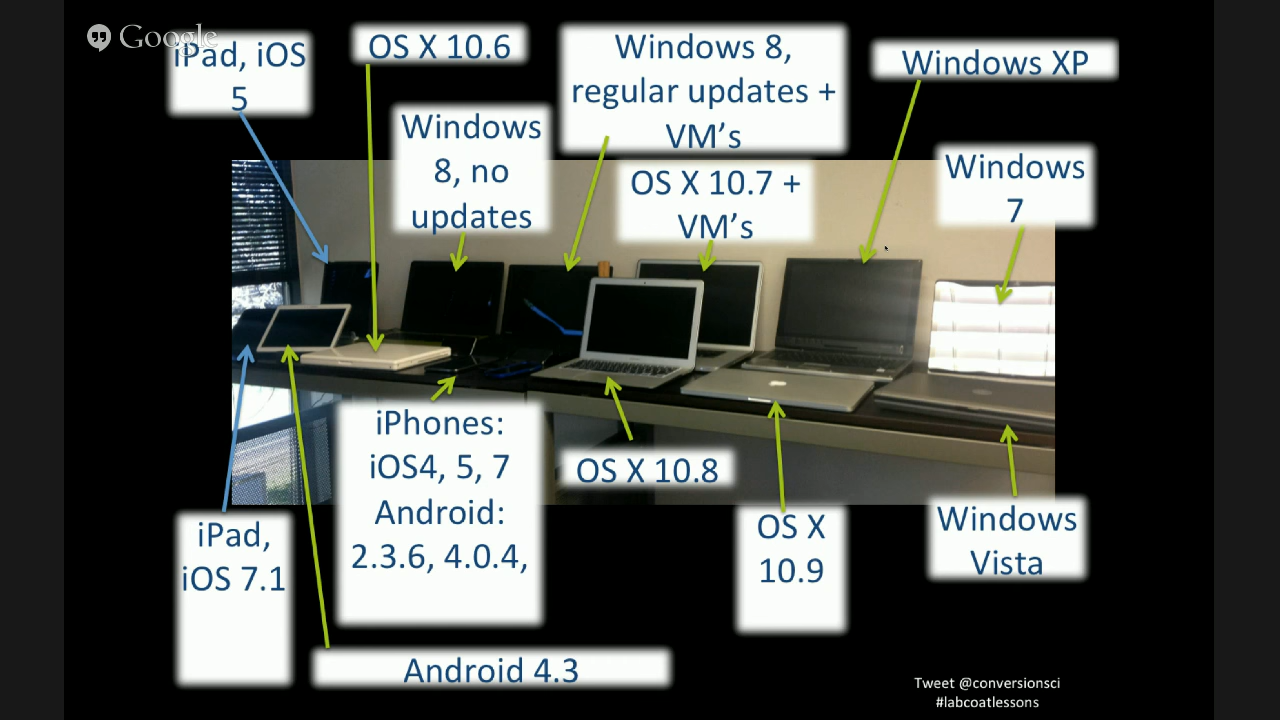 Google
iPad, iOS
5
OS X 10.6
Windows 8,
regular updates +
VM's
Windows XP
Windows
8, no
updates
OS X 10.7 +
VM's
Windows
7
iPhones:
iOS4, 5, 7
Android:
2.3.6, 4.0.4,
OS X 10.8
OS X
10.9
Windows
Vista
iPad,
iOS 7.1
Android 4.3
Tweet @conversionsci
#labcoatlessons